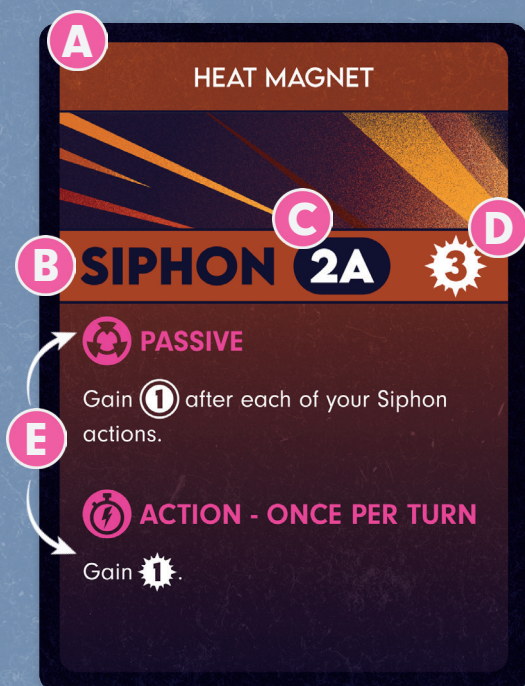 A
HEAT MAGNET
C
D
B
SIPHON 2A 3
PASSIVE
Gain 1 after each of your Siphon
actions.
E
ACTION - ONCE PER TURN
Gain 1.